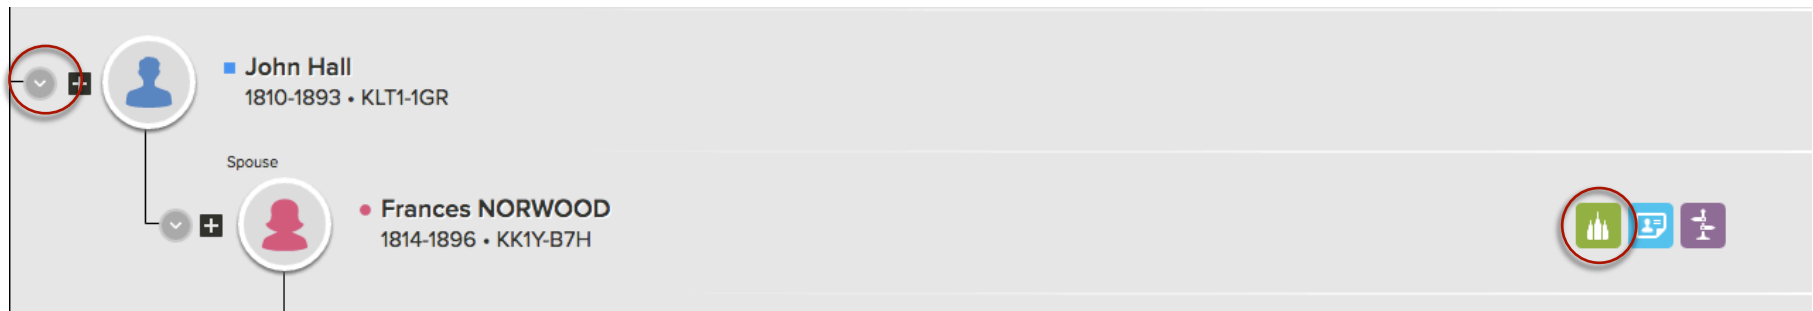 John Hall
1810-1893 • KLT1-1GR
Spouse
Frances NORWOOD
1814-1896 • KK1Y-B7H